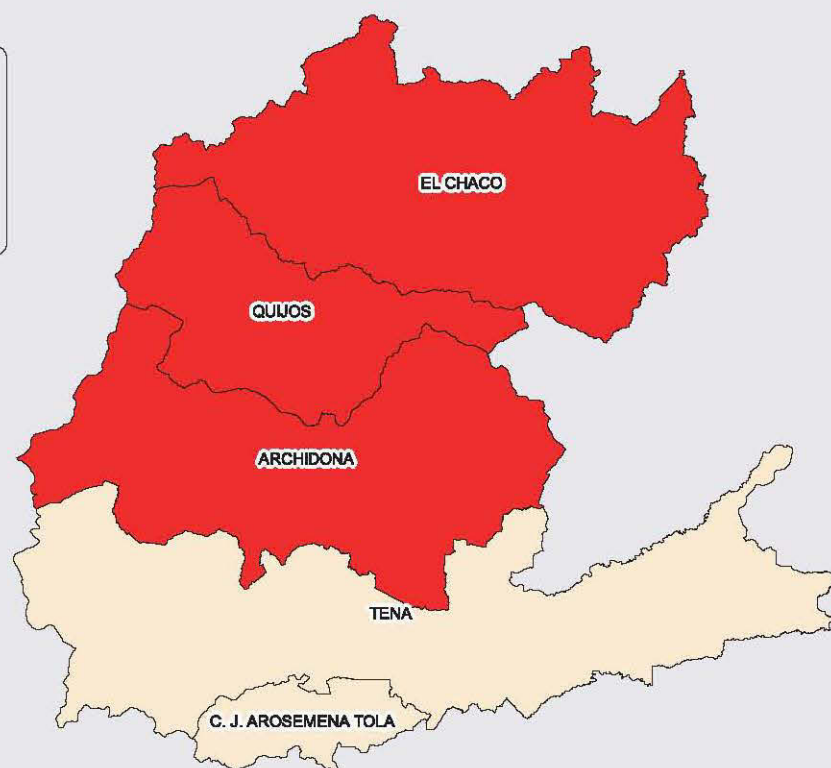 EL CHACO
QUIJOS
ARCHIDONA
TENA
C. J. AROSEMENA TOLA